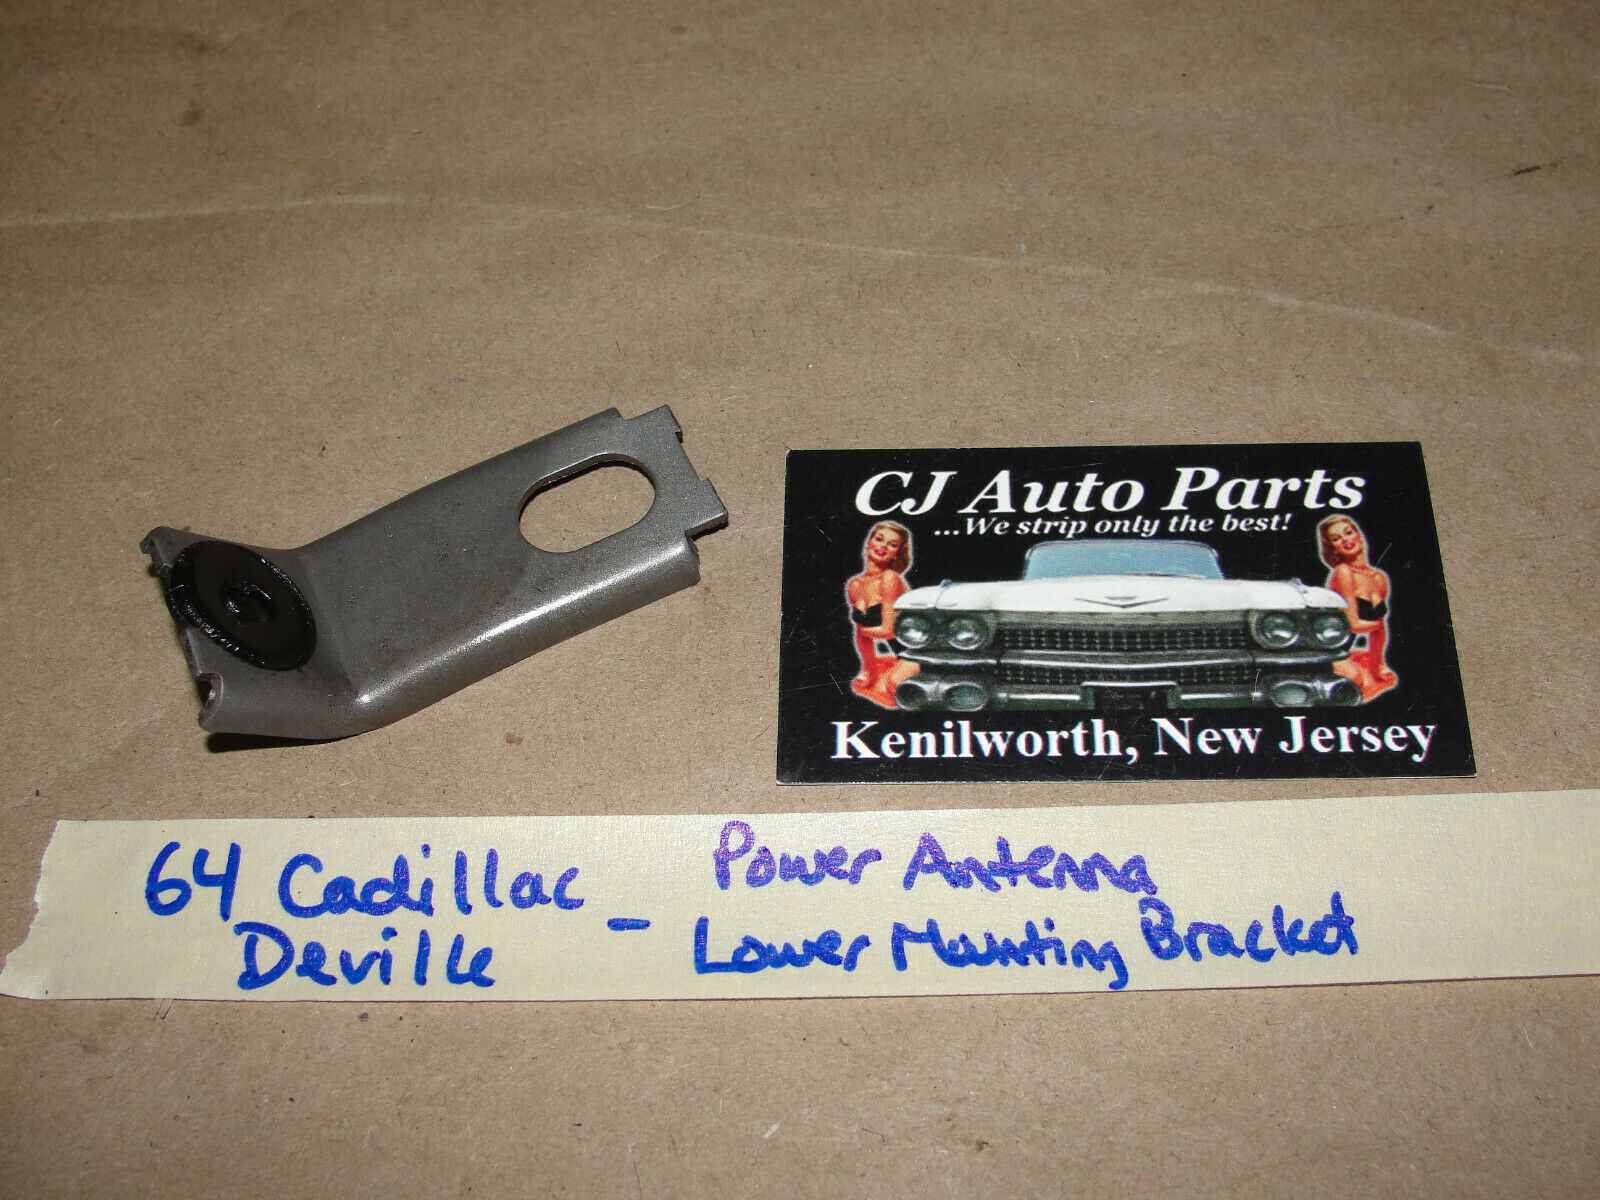 CJ Auto Parts
...We strip only the best!
Kenilworth, New Jersey
64 Cadillac
Deville
-
Power Antenna
Lower Mounting Bracket